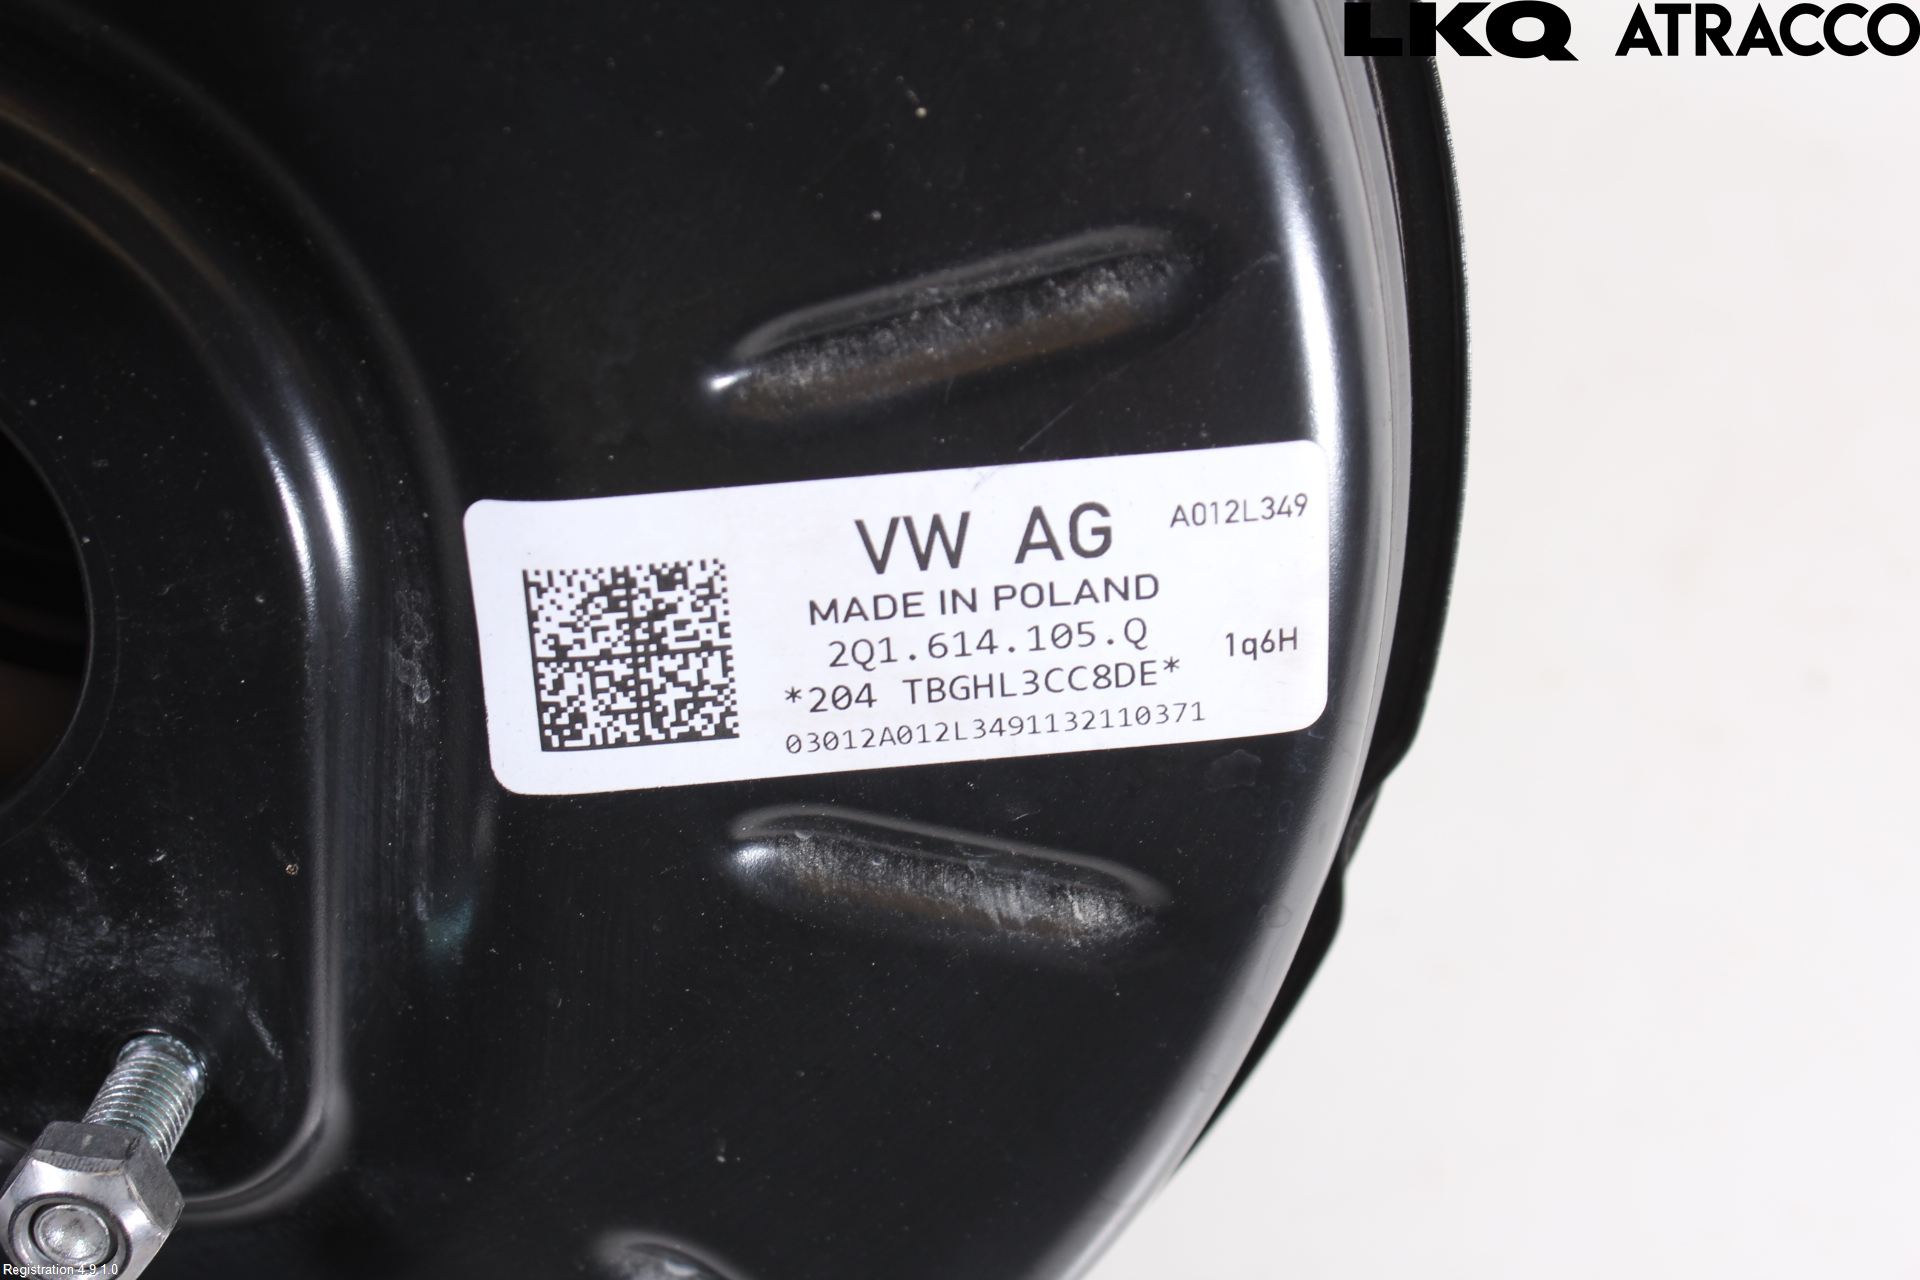 LKQ ATRACCO
VW AG A012L349
MADE IN POLAND
2Q1.614.105.Q 1q6H
*204 TBGHL3CC8DE*
03012A012L3491132110371
Registration 4.9.1.0